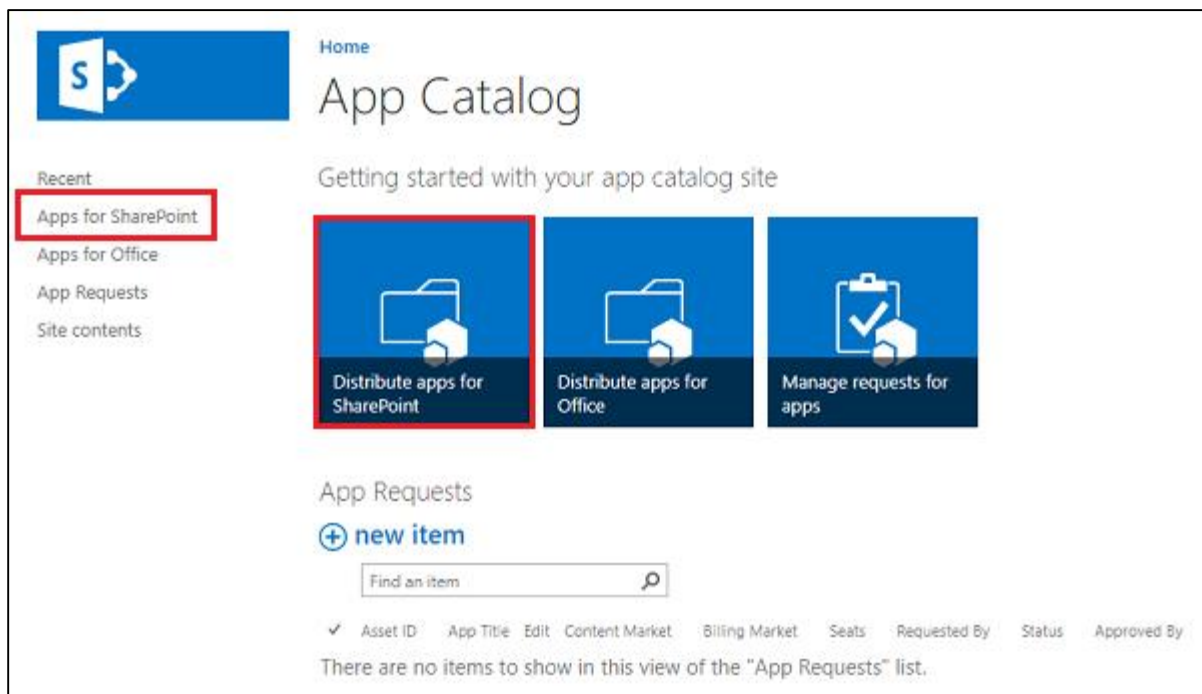 S
Home
App Catalog
Recent
Apps for SharePoint
Apps for Office
App Requests
Site contents
Getting started with your app catalog site
Distribute apps for
SharePoint
Distribute apps for
Office
Manage requests for
apps
App Requests
new item
Find an item
Asset ID App Title Edit Content Market Billing Market Seats Requested By Status Approved By
There are no items to show in this view of the "App Requests" list.